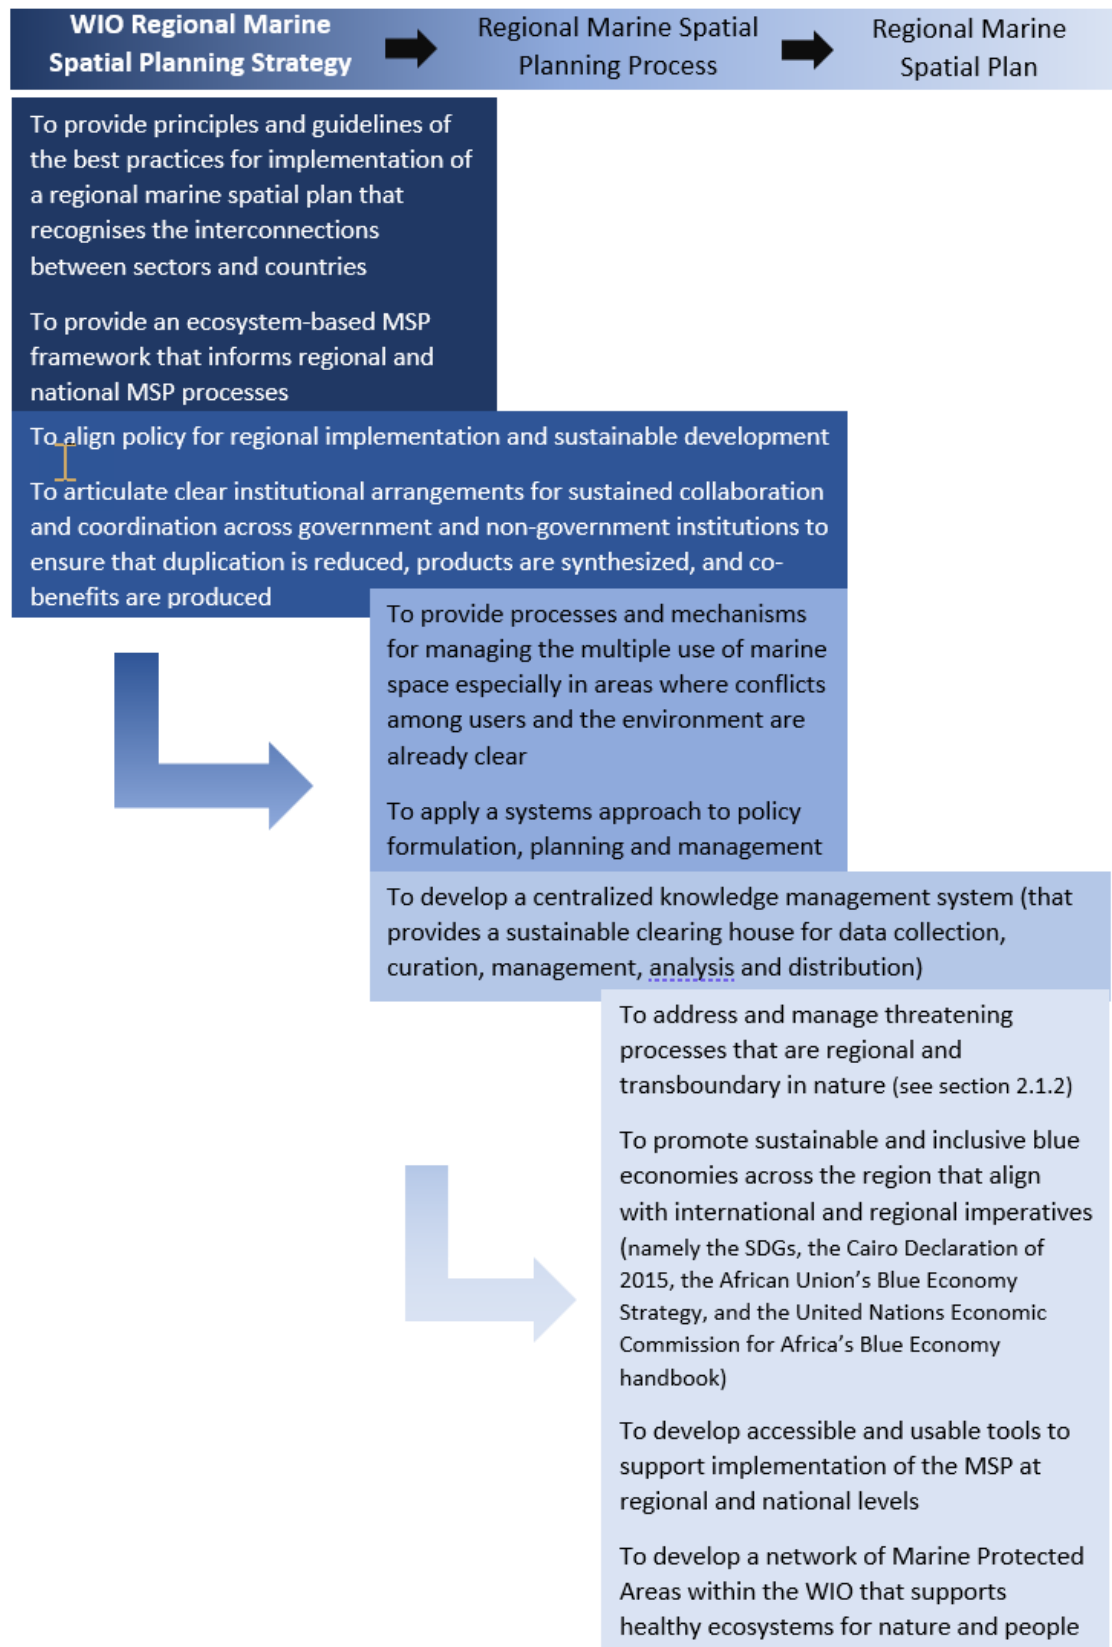 WIO Regional Marine
Spatial Planning Strategy
Regional Marine Spatial
Planning Process
Regional Marine
Spatial Plan
To provide principles and guidelines of
the best practices for implementation of
a regional marine spatial plan that
recognises the interconnections
between sectors and countries
To provide an ecosystem-based MSP
framework that informs regional and
national MSP processes
To align policy for regional implementation and sustainable development
To articulate clear institutional arrangements for sustained collaboration
and coordination across government and non-government institutions to
ensure that duplication is reduced, products are synthesized, and co-
benefits are produced
To provide processes and mechanisms
for managing the multiple use of marine
space especially in areas where conflicts
among users and the environment are
already clear
To apply a systems approach to policy
formulation, planning and management
To develop a centralized knowledge management system (that
provides a sustainable clearing house for data collection,
curation, management, analysis and distribution)
To address and manage threatening
processes that are regional and
transboundary in nature (see section 2.1.2)
To promote sustainable and inclusive blue
economies across the region that align
with international and regional imperatives
(namely the SDGs, the Cairo Declaration of
2015, the African Union’s Blue Economy
Strategy, and the United Nations Economic
Commission for Africa’s Blue Economy
handbook)
To develop accessible and usable tools to
support implementation of the MSP at
regional and national levels
To develop a network of Marine Protected
Areas within the WIO that supports
healthy ecosystems for nature and people